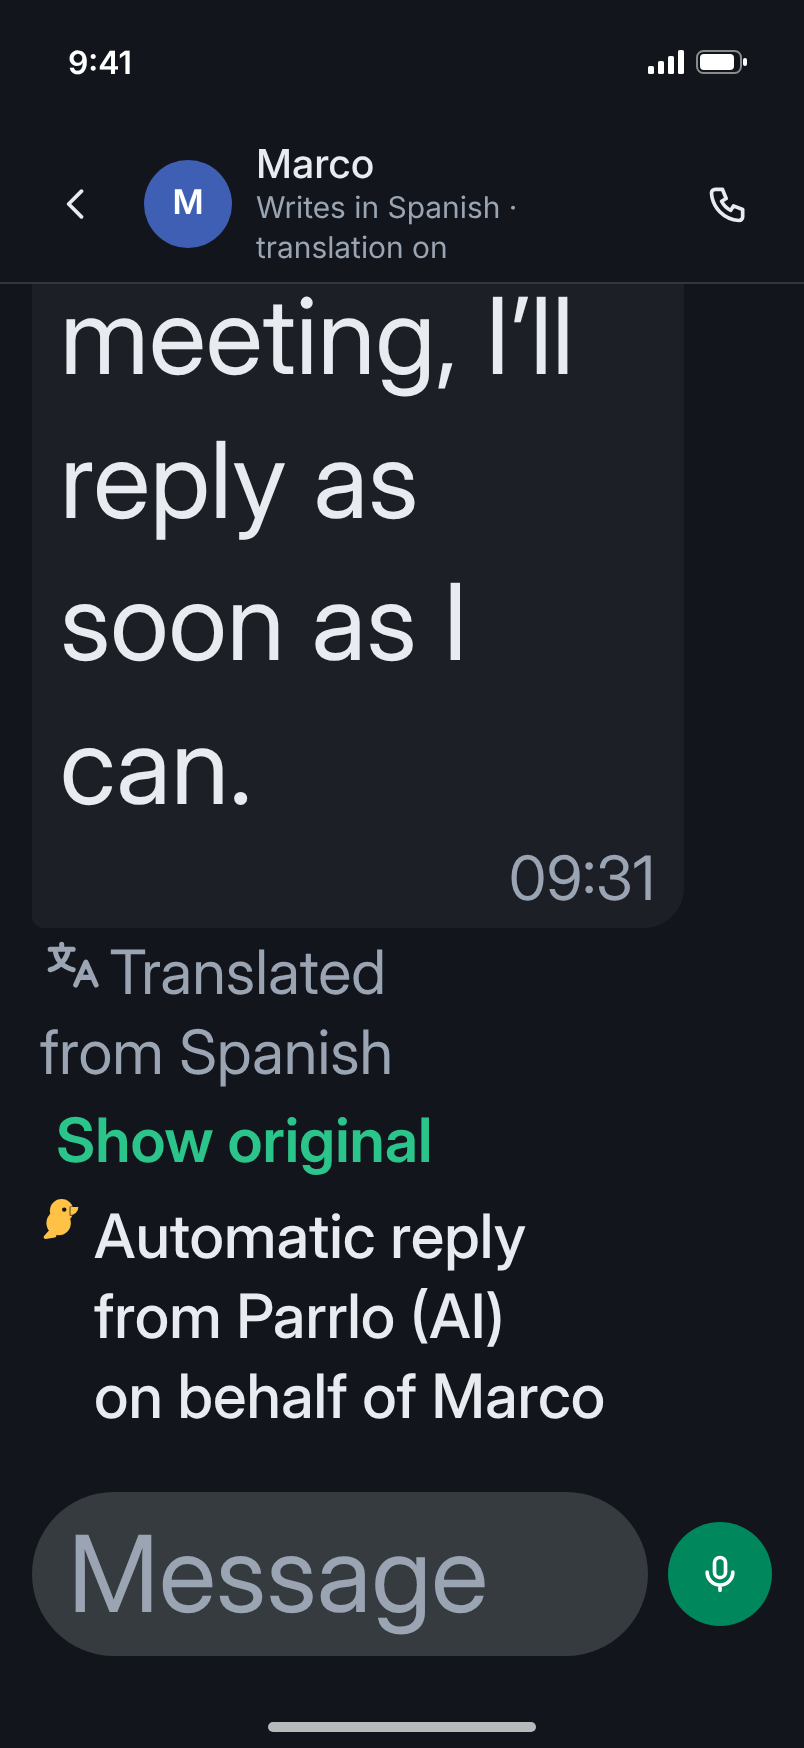 9:41
M
Marco
Writes in Spanish ·
translation on
meeting, I’ll
reply as
soon as I
can.
09:31
Translated
from Spanish
Show original
Automatic reply
from Parrlo (AI)
on behalf of Marco
Message